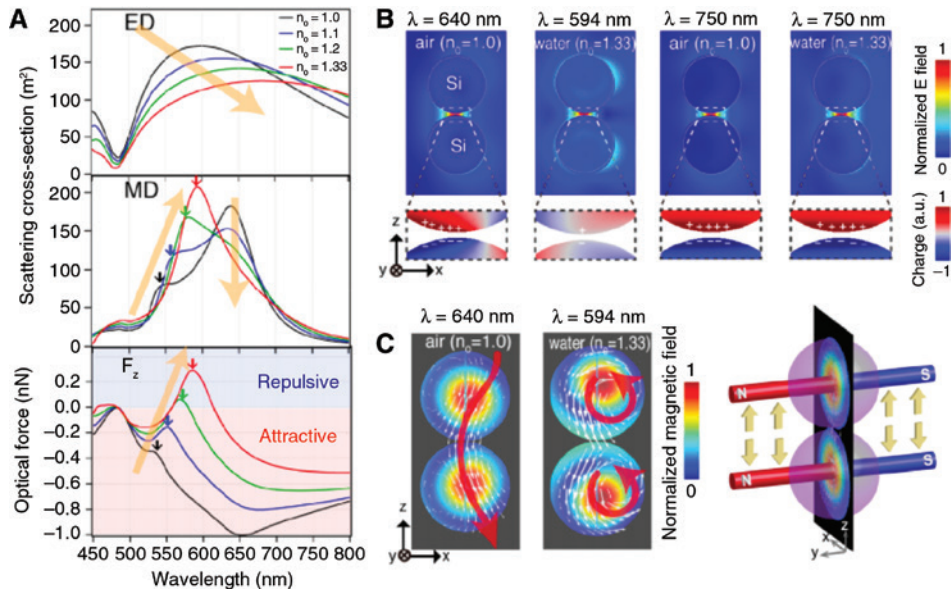 A
ED
n₀ = 1.0
n₀ = 1.1
n₀ = 1.2
n₀ = 1.33
200
150
100
50
0
Scattering cross-section (m²)
MD
200
150
100
50
0
F_z
Repulsive
Attractive
Optical force (nN)
0.2
0.0
−0.2
−0.4
−0.6
−0.8
−1.0
450 500 550 600 650 700 750 800
Wavelength (nm)
B
λ = 640 nm λ = 594 nm λ = 750 nm λ = 750 nm
air (n₀=1.0) water (n₀=1.33) air (n₀=1.0) water (n₀=1.33)
Si
Si
1
Normalized E field
0
+ + + + + + + + + + + + + + +
− − − − − − − − − − − −
1
Charge (a.u.)
−1
z
y x
C
λ = 640 nm λ = 594 nm
air (n₀=1.0) water (n₀=1.33)
z
y x
1
Normalized magnetic field
0
N S
N S
z
x
y